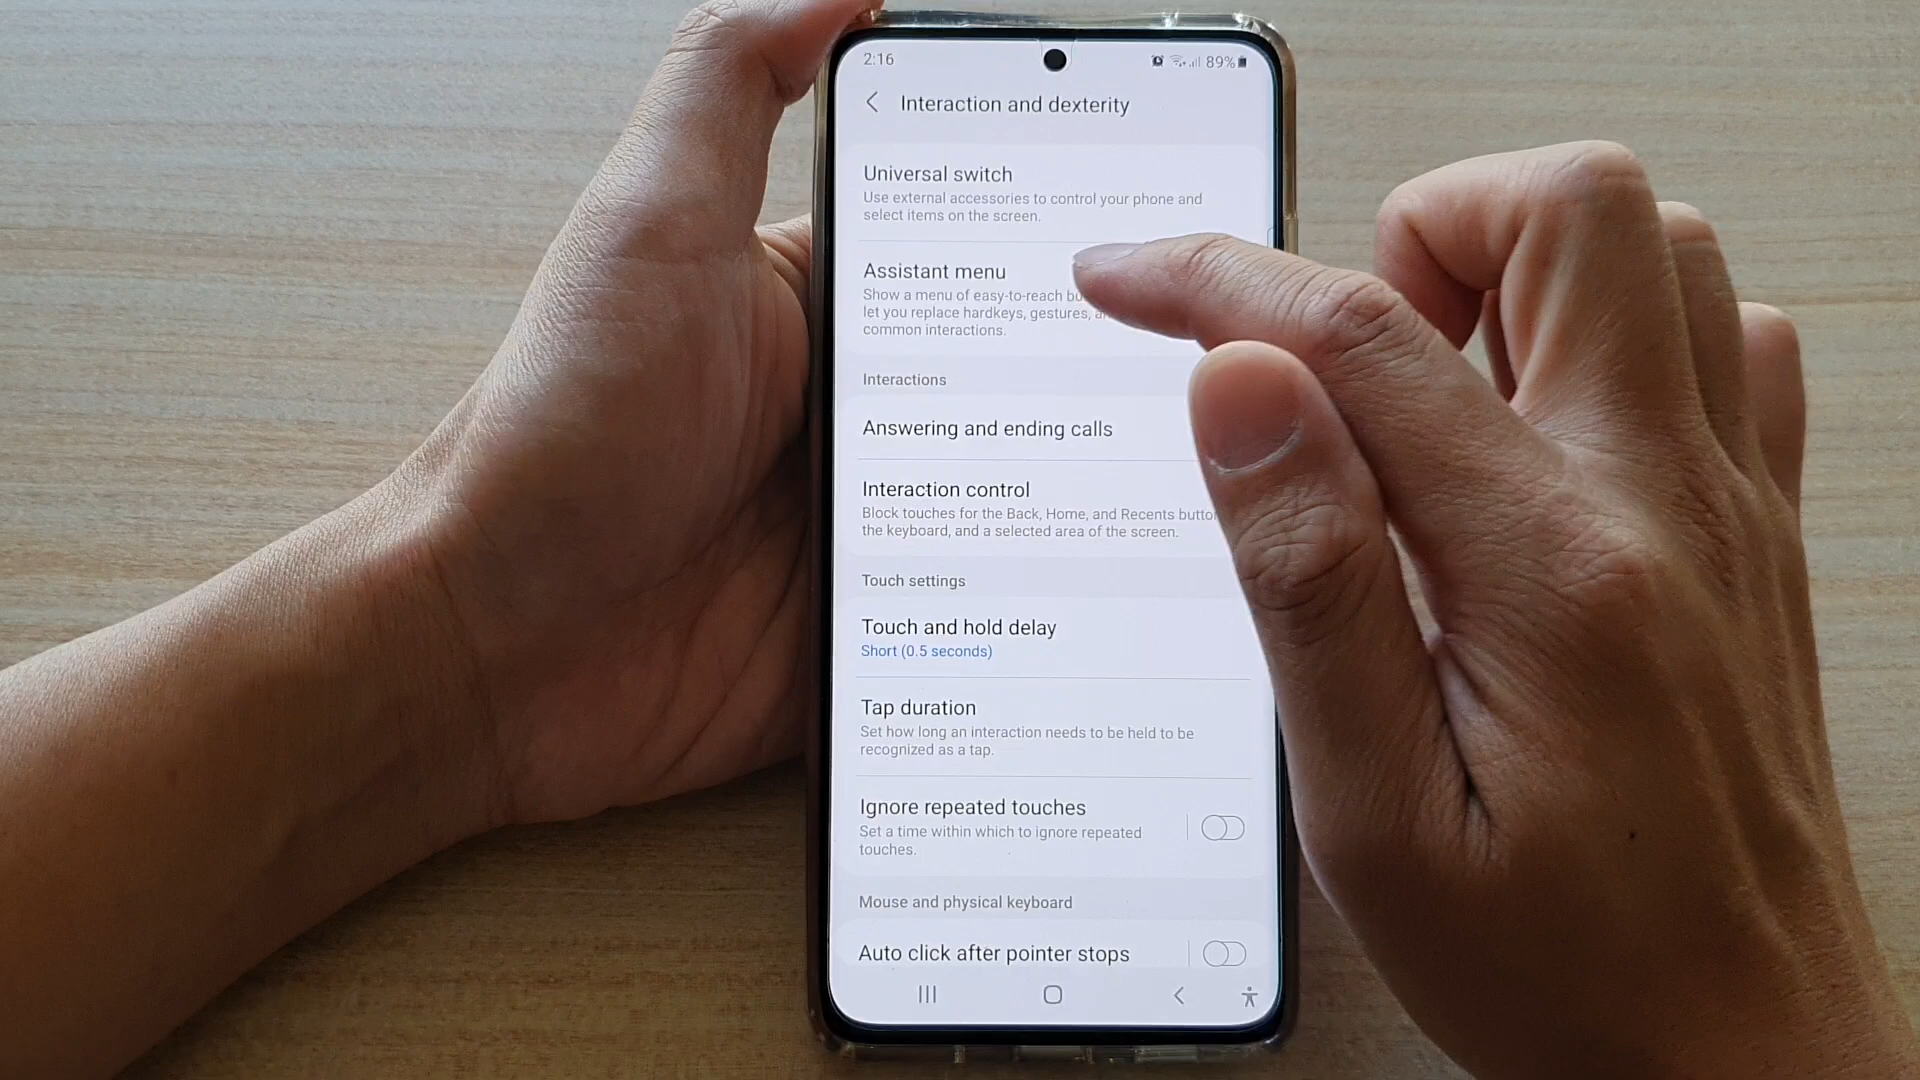 2:16
89%
Interaction and dexterity
Universal switch
Use external accessories to control your phone and
select items on the screen.
Assistant menu
Show a menu of easy-to-reach
let you replace hardkeys, gestures,
common interactions.
Interactions
Answering and ending calls
Interaction control
Block touches for the Back, Home, and Recents
the keyboard, and a selected area of the screen.
Touch settings
Touch and hold delay
Short (0.5 seconds)
Tap duration
Set how long an interaction needs to be held to be
recognized as a tap.
Ignore repeated touches
Set a time within which to ignore repeated
touches.
Mouse and physical keyboard
Auto click after pointer stops